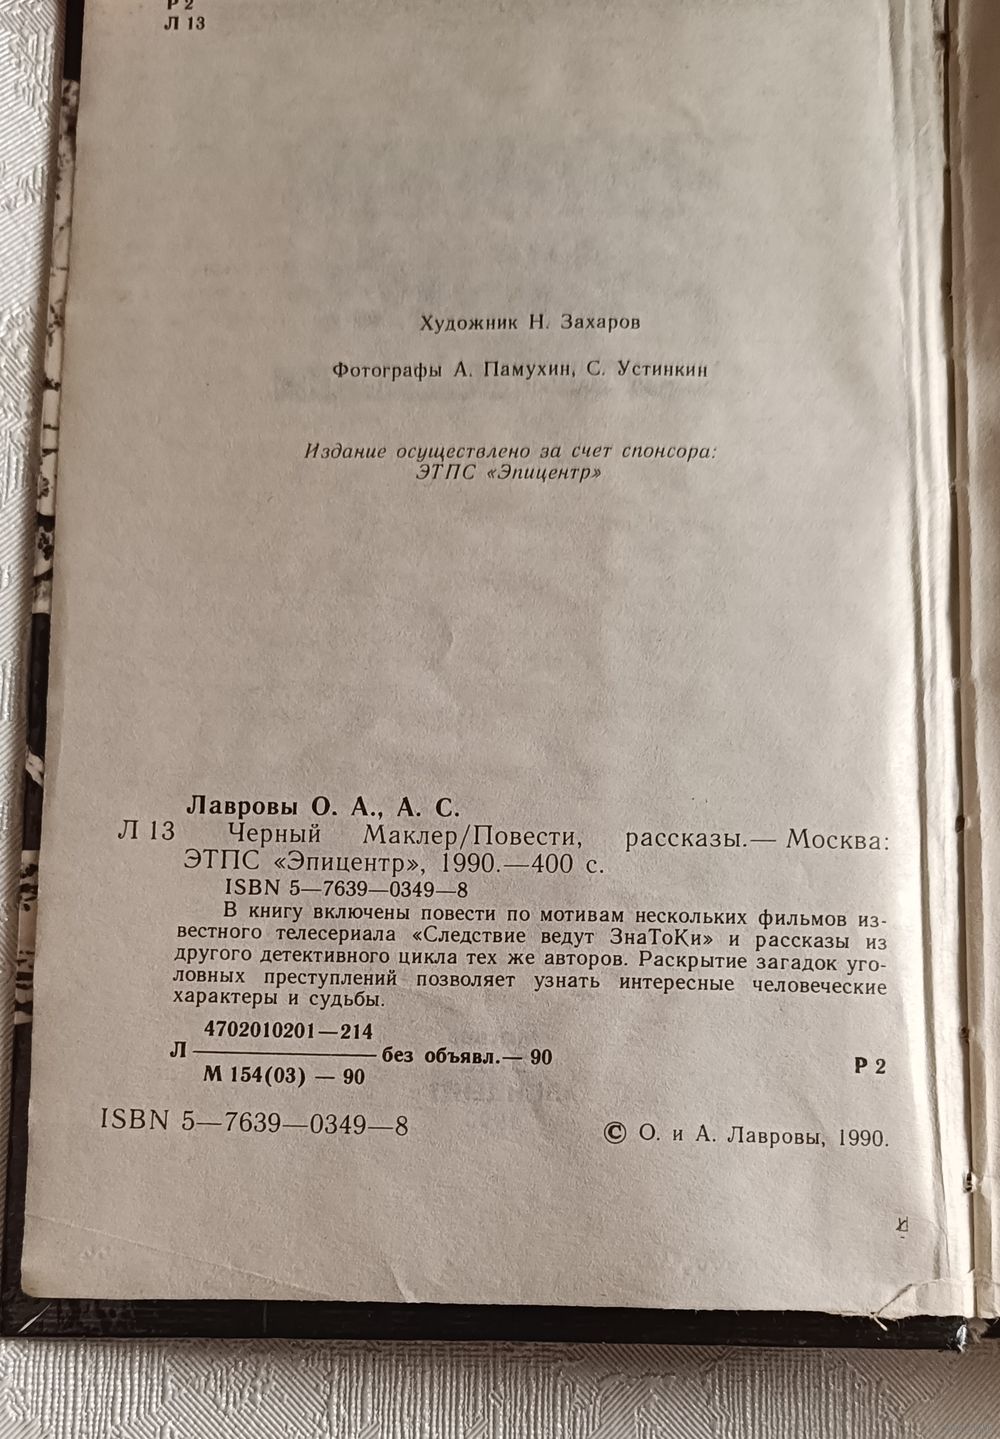 Р 2
Л 13
Художник Н. Захаров
Фотографы А. Памухин, С. Устинкин
Издание осуществлено за счет спонсора:
ЭТПС «Эпицентр»
Лавровы О. А., А. С.
Л 13 Черный Маклер/Повести, рассказы.— Москва:
ЭТПС «Эпицентр», 1990.—400 с.
ISBN 5—7639—0349—8
В книгу включены повести по мотивам нескольких фильмов из-
вестного телесериала «Следствие ведут ЗнаТоКи» и рассказы из
другого детективного цикла тех же авторов. Раскрытие загадок уго-
ловных преступлений позволяет узнать интересные человеческие
характеры и судьбы.
4702010201—214
Л ———— без объявл.— 90
М 154(03) — 90
Р 2
ISBN 5—7639—0349—8
© О. и А. Лавровы, 1990.